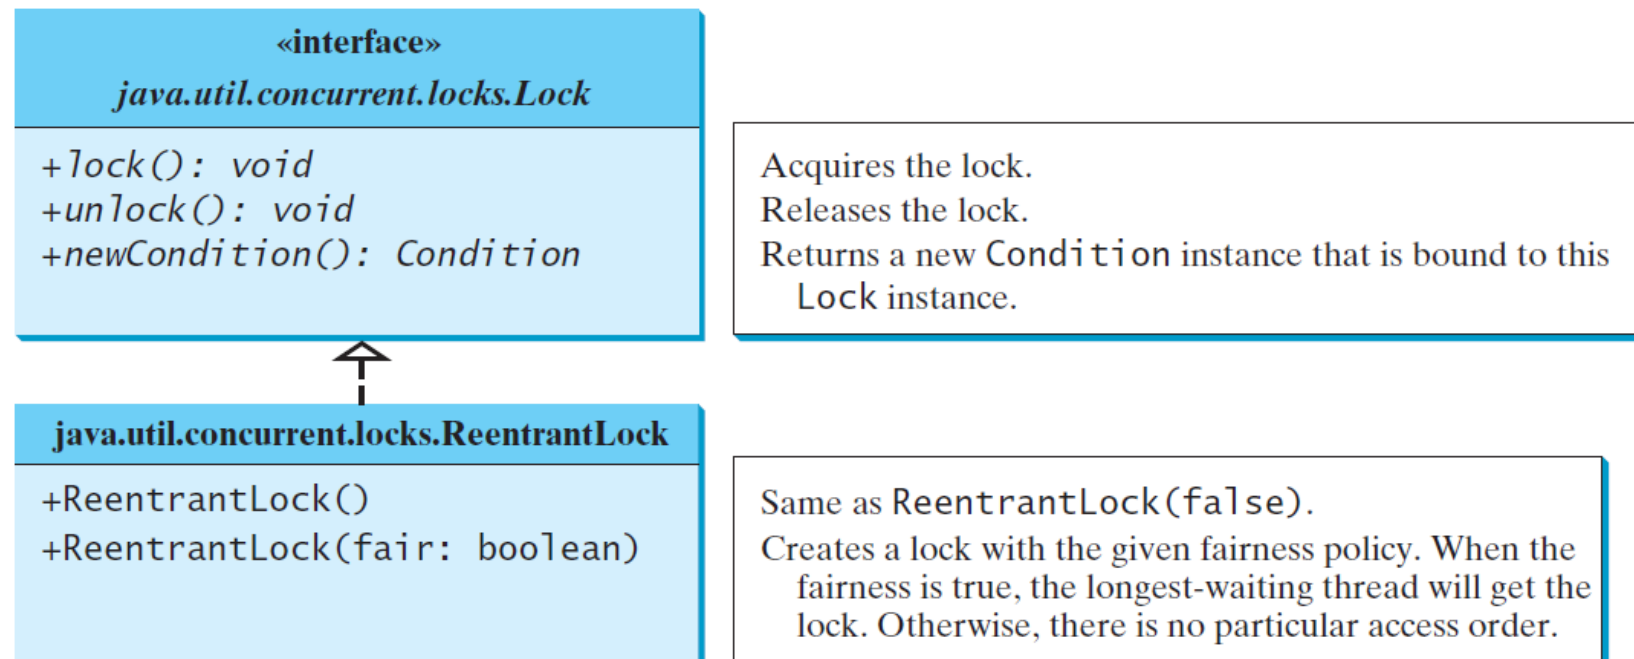 «interface»
java.util.concurrent.locks.Lock
+lock(): void
+unlock(): void
+newCondition(): Condition
Acquires the lock.
Releases the lock.
Returns a new Condition instance that is bound to this
Lock instance.
java.util.concurrent.locks.ReentrantLock
+ReentrantLock()
+ReentrantLock(fair: boolean)
Same as ReentrantLock(false).
Creates a lock with the given fairness policy. When the
fairness is true, the longest-waiting thread will get the
lock. Otherwise, there is no particular access order.